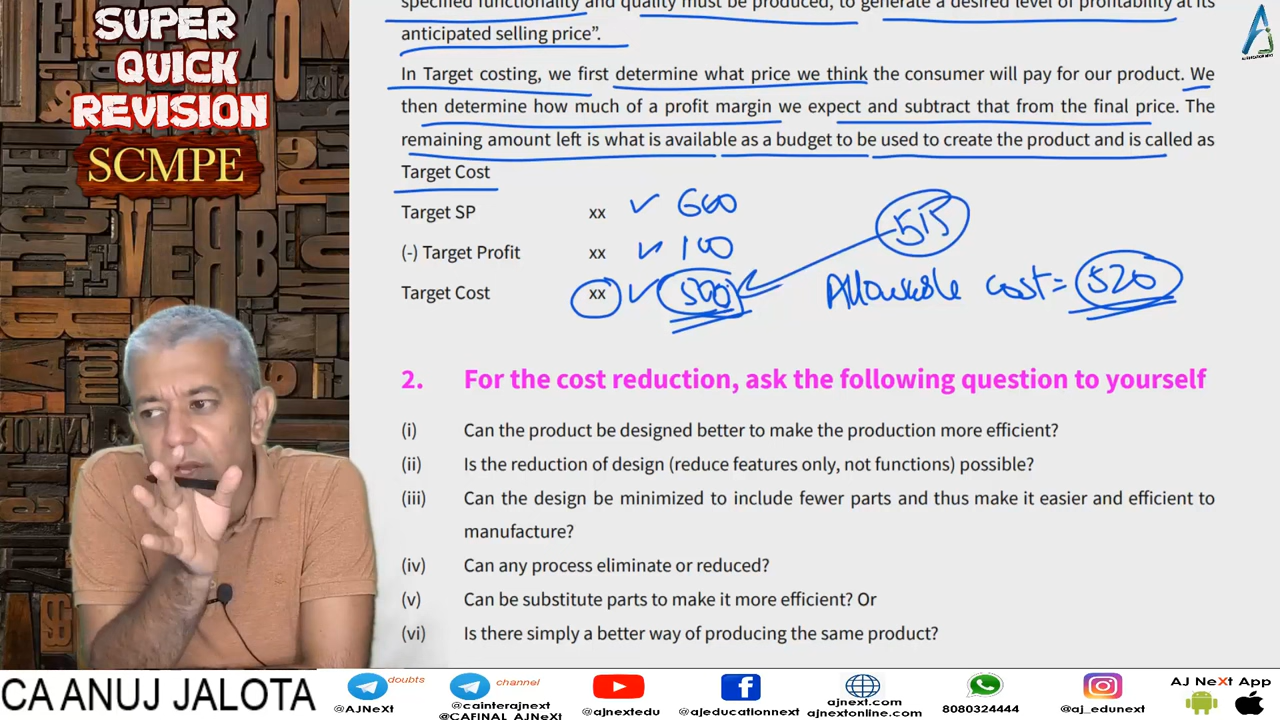 SUPER
QUICK
REVISION
SCMPE
specified functionality and quality must be produced, to generate a desired level of profitability at its
anticipated selling price”.
In Target costing, we first determine what price we think the consumer will pay for our product. We
then determine how much of a profit margin we expect and subtract that from the final price. The
remaining amount left is what is available as a budget to be used to create the product and is called as
Target Cost
Target SP xx 600
(-) Target Profit xx 100
Target Cost xx 500
515
Allowable cost = 520
2. For the cost reduction, ask the following question to yourself
(i) Can the product be designed better to make the production more efficient?
(ii) Is the reduction of design (reduce features only, not functions) possible?
(iii) Can the design be minimized to include fewer parts and thus make it easier and efficient to
manufacture?
(iv) Can any process eliminate or reduced?
(v) Can be substitute parts to make it more efficient? Or
(vi) Is there simply a better way of producing the same product?
CA ANUJ JALOTA
doubts
@AJNeXt
channel
@cainterajnext
@CAFINAL_AJNeXt
@ajnextedu
@ajeducationnext
ajnext.com
ajnextonline.com
8080324444
@aj_edunext
AJ NeXt App